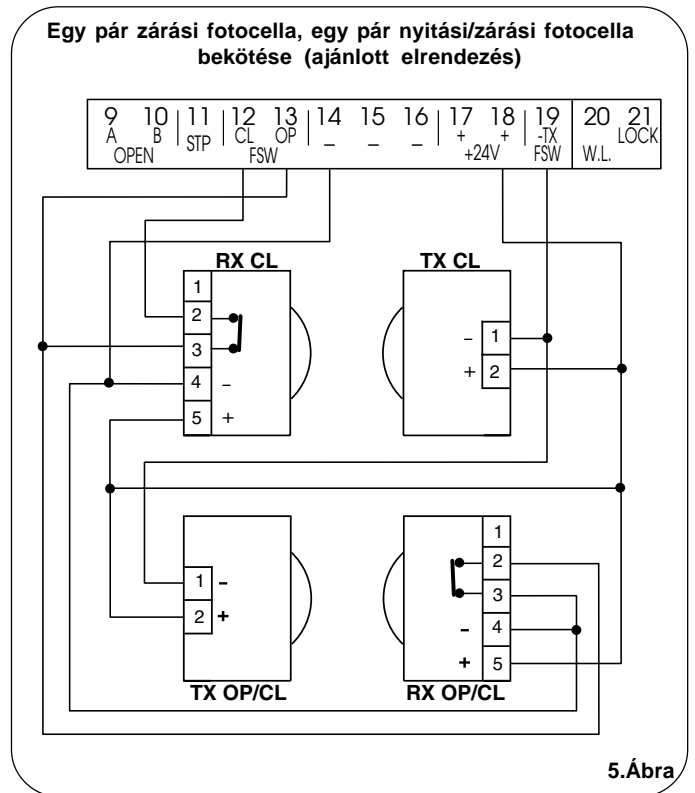 Egy pár zárási fotocella, egy pár nyitási/zárási fotocella
bekötése (ajánlott elrendezés)
9 10 11 12 13 14 15 16 17 18 19 20 21
A B STP CL OP _ _ _ + + -TX LOCK
OPEN FSW +24V FSW W.L.
RX CL TX CL
1
2
3
4 -
5 +
- 1
+ 2
1 -
2 +
1
2
3
- 4
+ 5
TX OP/CL RX OP/CL
5.Ábra